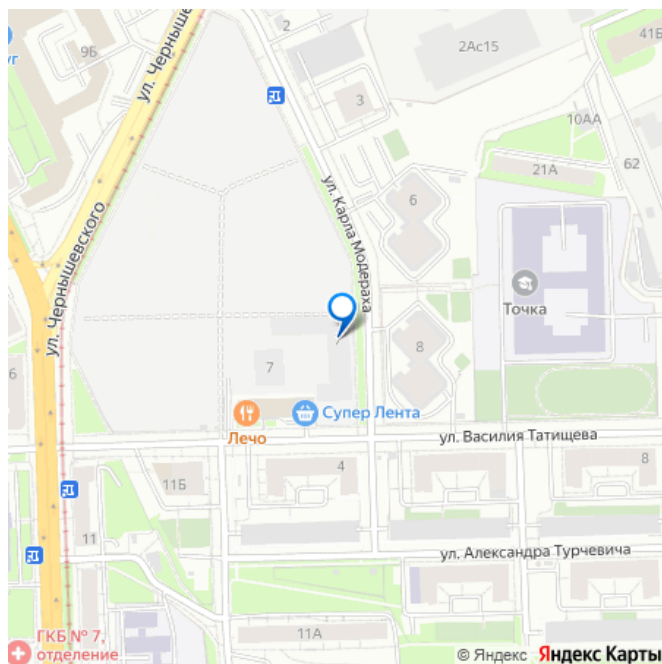 2
41Б
ул. Чернышевского
9Б
уг
2Ас15
3
10АА
62
21А
ул. Карла Модераха
6
ул. Чернышевского
Точка
8
7
6
Супер Лента
Лечо
ул. Василия Татищева
4
8
11Б
11
ул. Александра Турчевича
11А
ГКБ № 7,
отделение
© Яндекс Яндекс Карты